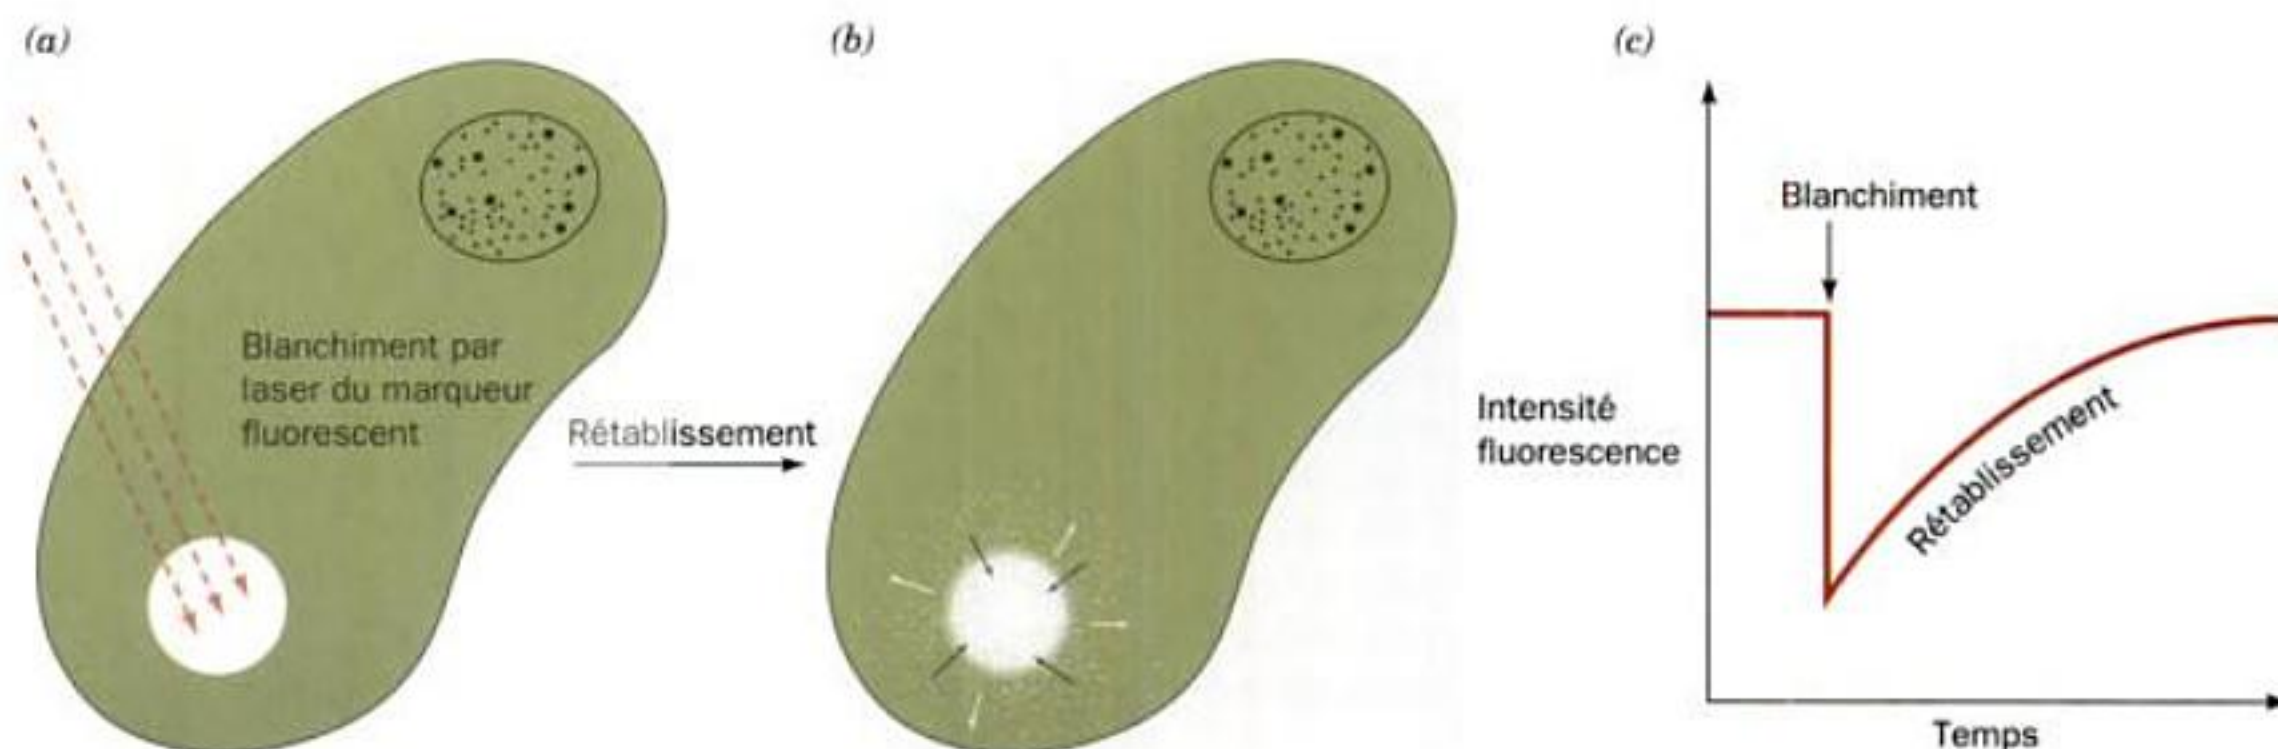 (a)
Blanchiment par
laser du marqueur
fluorescent
Rétablissement
(b)
(c)
Blanchiment
Intensité
fluorescence
Rétablissement
Temps